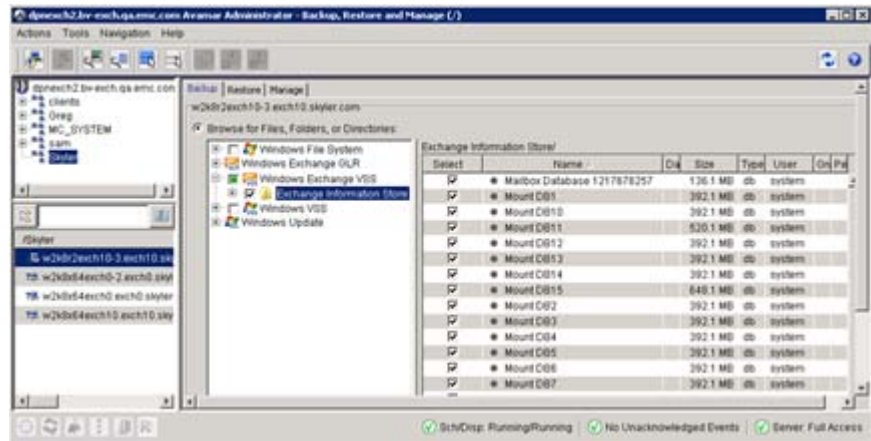 dpnexch2.bv-exch.qa.emc.com Avamar Administrator - Backup, Restore and Manage (/)
Actions Tools Navigation Help
dpnexch2.bv-exch.qa.emc.con
clients
Greg
MC_SYSTEM
sam
Skyler
/Skyler
w2k8r2exch10-3.exch10.sky
w2k8x64exch0-2.exch0.skyl
w2k8x64exch0.exch0.skyler
w2k8x64exch10.exch10.sky
Backup Restore Manage
w2k8r2exch10-3.exch10.skyler.com
Browse for Files, Folders, or Directories:
Windows File System
Windows Exchange GLR
Windows Exchange VSS
Exchange Information Store
Windows VSS
Windows Update
Exchange Information Store/
Select Name Da Size Type User Gro Pe
Mailbox Database 1217678257 136.1 MB db system
Mount DB1 392.1 MB db system
Mount DB10 392.1 MB db system
Mount DB11 520.1 MB db system
Mount DB12 392.1 MB db system
Mount DB13 392.1 MB db system
Mount DB14 392.1 MB db system
Mount DB15 648.1 MB db system
Mount DB2 392.1 MB db system
Mount DB3 392.1 MB db system
Mount DB4 392.1 MB db system
Mount DB5 392.1 MB db system
Mount DB6 392.1 MB db system
Mount DB7 392.1 MB db system
Sch/Disp: Running/Running No Unacknowledged Events Server: Full Access